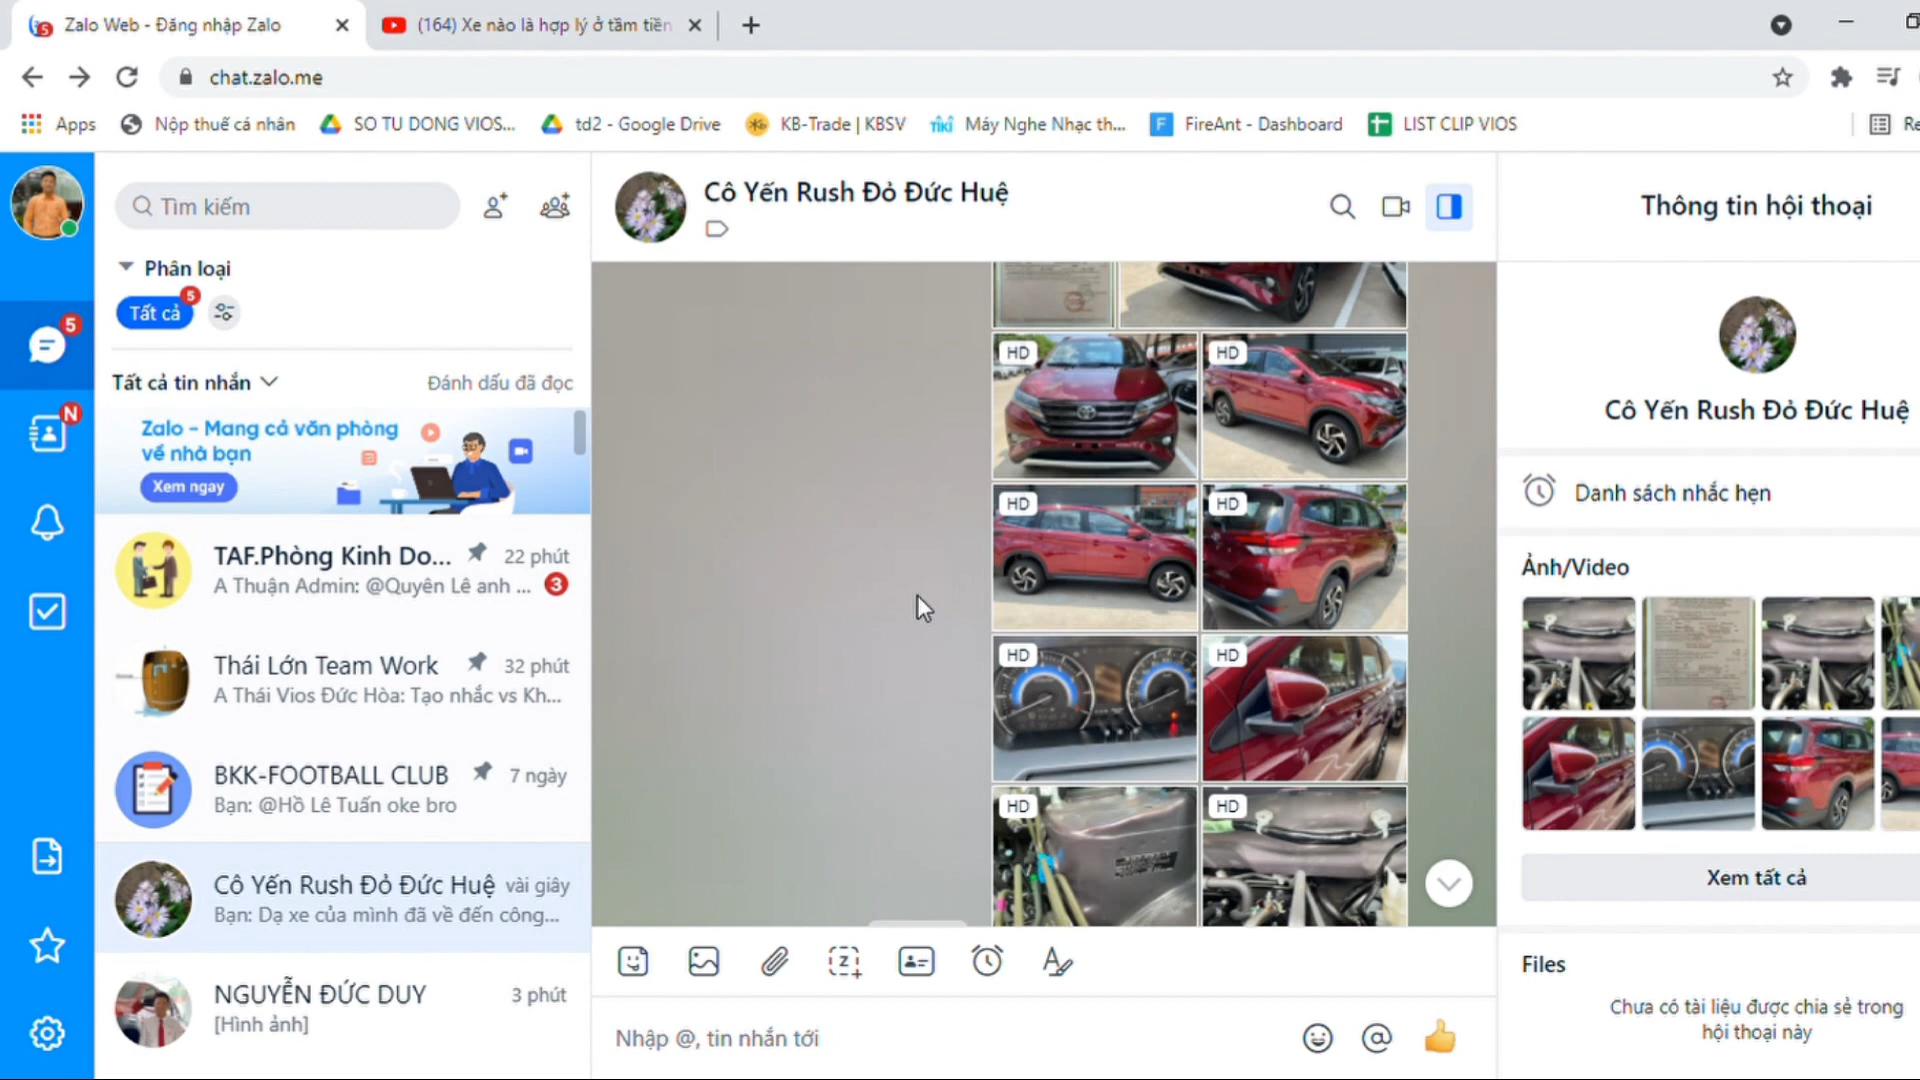 Zalo Web - Đăng nhập Zalo
(164) Xe nào là hợp lý ở tầm tiền
chat.zalo.me
Apps
Nộp thuế cá nhân
SO TU DONG VIOS...
td2 - Google Drive
KB-Trade | KBSV
TIKI
Máy Nghe Nhạc th...
FireAnt - Dashboard
LIST CLIP VIOS
Tìm kiếm
Phân loại
Tất cả
5
Tất cả tin nhắn
Đánh dấu đã đọc
Zalo - Mang cả văn phòng
về nhà bạn
Xem ngay
5
N
TAF.Phòng Kinh Do...
22 phút
A Thuận Admin: @Quyên Lê anh ...
3
Thái Lớn Team Work
32 phút
A Thái Vios Đức Hòa: Tạo nhắc vs Kh...
BKK-FOOTBALL CLUB
7 ngày
Bạn: @Hồ Lê Tuấn oke bro
Cô Yến Rush Đỏ Đức Huệ
vài giây
Bạn: Dạ xe của mình đã về đến công...
NGUYỄN ĐỨC DUY
3 phút
[Hình ảnh]
Cô Yến Rush Đỏ Đức Huệ
HD
HD
HD
HD
HD
HD
HD
HD
Nhập @, tin nhắn tới
Thông tin hội thoại
Cô Yến Rush Đỏ Đức Huệ
Danh sách nhắc hẹn
Ảnh/Video
Xem tất cả
Files
Chưa có tài liệu được chia sẻ trong
hội thoại này